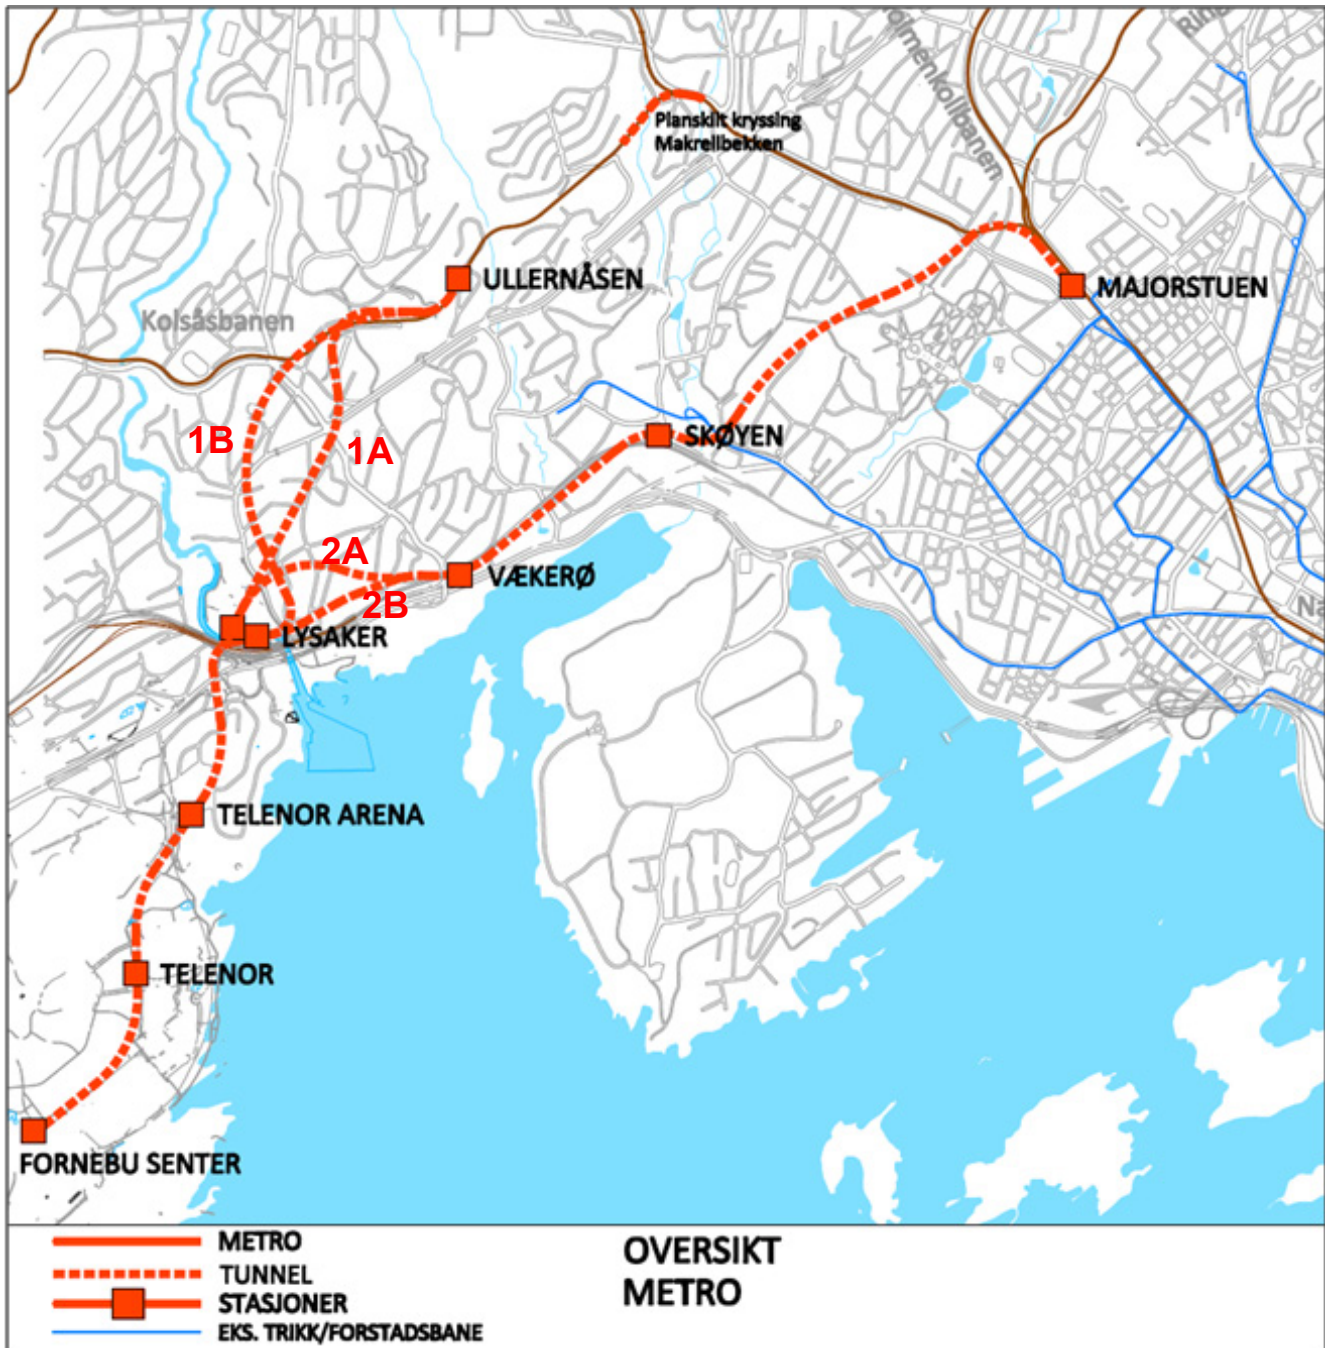 Holmenkollbanen
Planskilt kryssing
Makrellbekken
ULLERNÅSEN
MAJORSTUEN
Kolsåsbanen
1B
1A
SKØYEN
2A
VÆKERØ
2B
LYSAKER
TELENOR ARENA
TELENOR
FORNEBU SENTER
METRO
TUNNEL
STASJONER
EKS. TRIKK/FORSTADSBANE
OVERSIKT
METRO